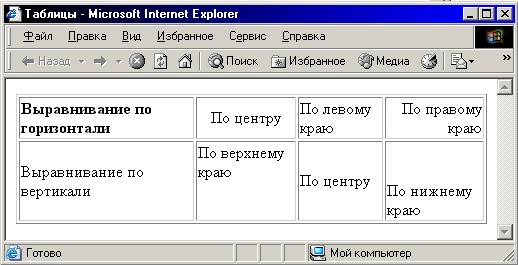 Таблицы - Microsoft Internet Explorer
Файл Правка Вид Избранное Сервис Справка
Назад Поиск Избранное Медиа »
Выравнивание по
горизонтали
По центру
По левому
краю
По правому
краю
Выравнивание по
вертикали
По верхнему
краю
По центру
По нижнему
краю
Готово Мой компьютер